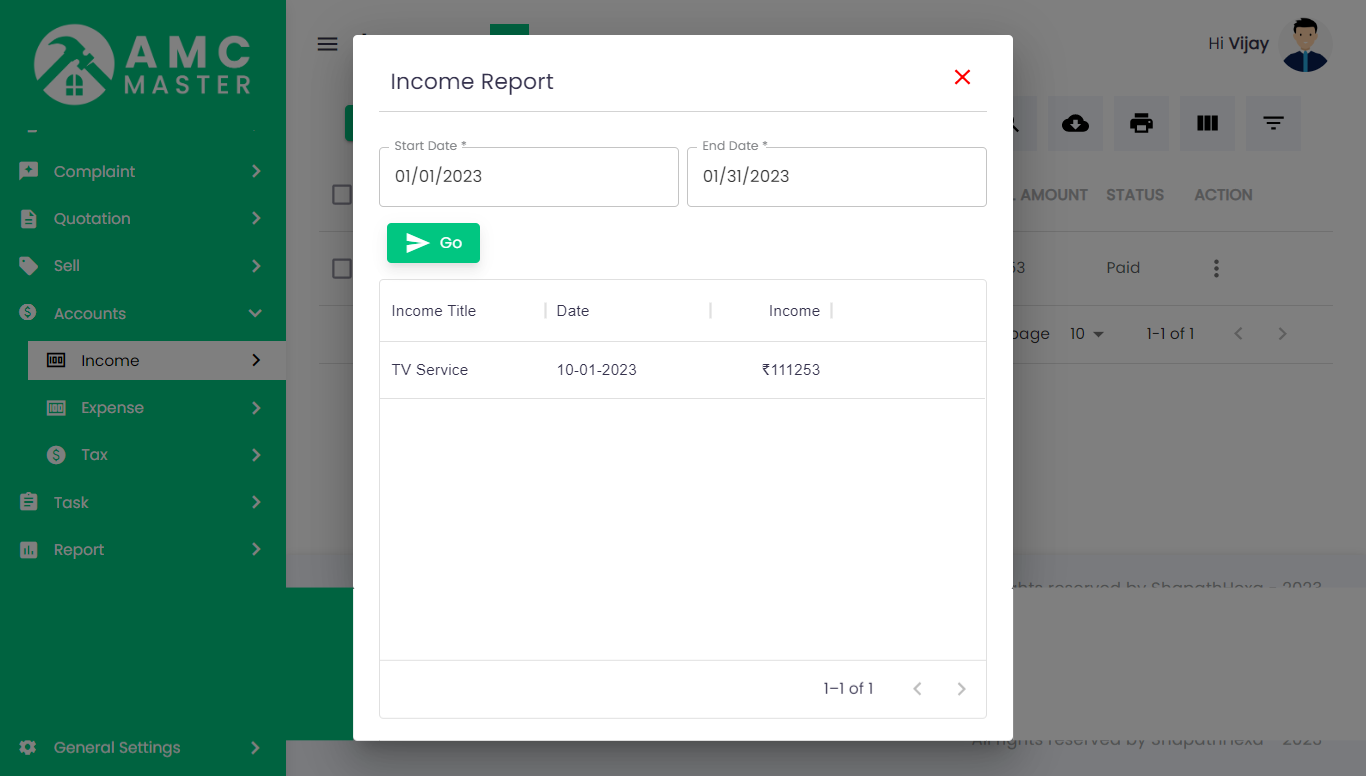 AMC
MASTER
Complaint
Quotation
Sell
Accounts
Income
Expense
Tax
Task
Report
General Settings
Hi Vijay
Income Report
Start Date *
01/01/2023
End Date *
01/31/2023
Go
Income Title Date Income
TV Service 10-01-2023 ₹111253
1–1 of 1
AMOUNT STATUS ACTION
53 Paid
page 10 1-1 of 1
reserved by ShapathHexa - 2023
All rights reserved by ShapathHexa - 2023